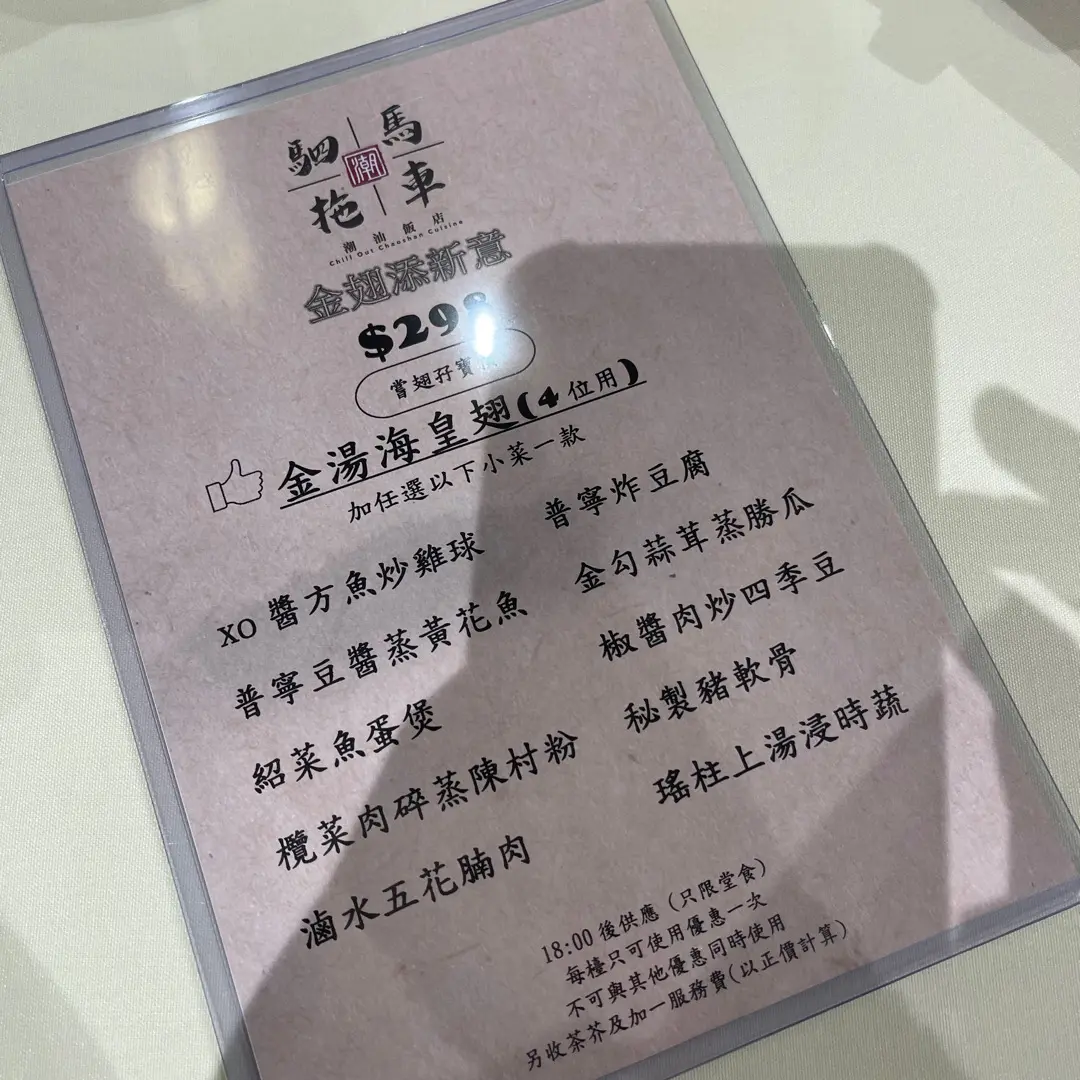 駟馬
潮
拖車
潮汕飯店
Chill Out Chaoshan Cuisine
金翅添新意
$298
嘗翅孖寶
金湯海皇翅(4位用)
加任選以下小菜一款
XO醬方魚炒雞球
普寧豆醬蒸黃花魚
紹菜魚蛋煲
欖菜肉碎蒸陳村粉
滷水五花腩肉
普寧炸豆腐
金勾蒜茸蒸勝瓜
椒醬肉炒四季豆
秘製豬軟骨
瑤柱上湯浸時蔬
18:00後供應(只限堂食)
每檯只可使用優惠一次
不可與其他優惠同時使用
另收茶芥及加一服務費(以正價計算)